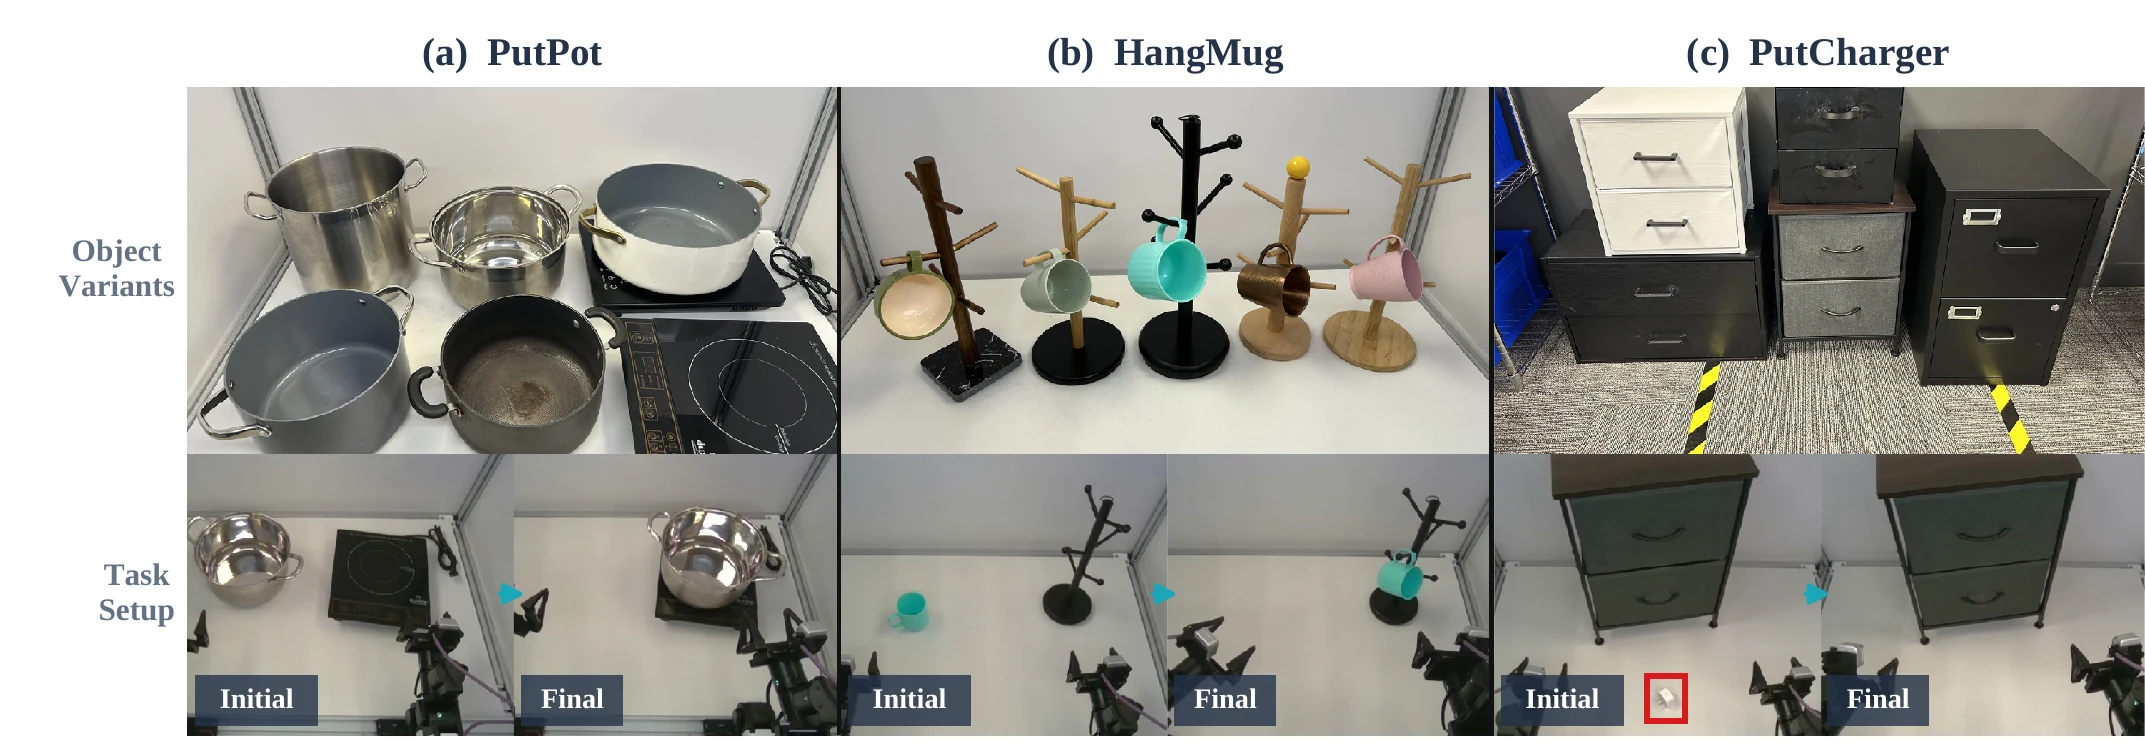 (a) PutPot
(b) HangMug
(c) PutCharger
Object
Variants
Task
Setup
Initial
Final
Initial
Final
Initial
Final